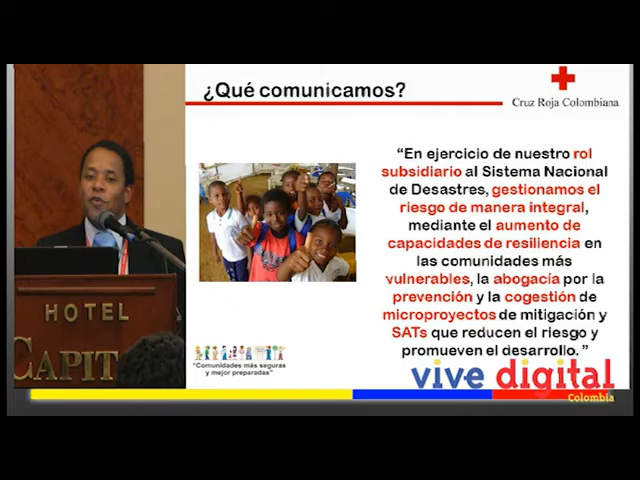 ¿Qué comunicamos?
Cruz Roja Colombiana
“En ejercicio de nuestro rol
subsidiario al Sistema Nacional
de Desastres, gestionamos el
riesgo de manera integral,
mediante el aumento de
capacidades de resiliencia en
las comunidades más
vulnerables, la abogacía por la
prevención y la cogestión de
microproyectos de mitigación y
SATs que reducen el riesgo y
promueven el desarrollo.”
“Comunidades más seguras
y mejor preparadas”
HOTEL
CAPIT
vive digital
Colombia